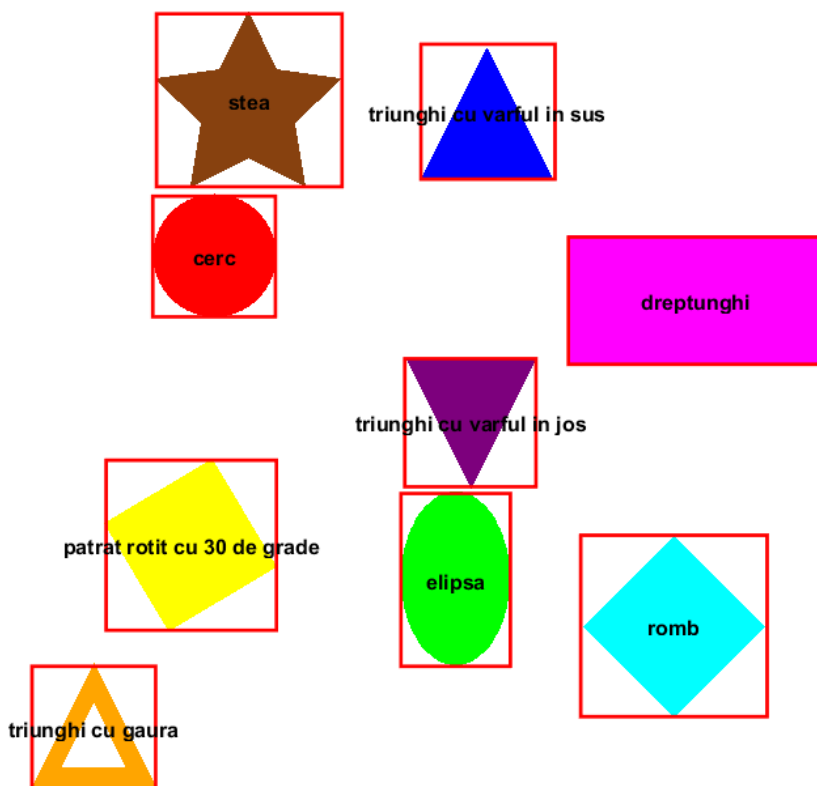 stea
triunghi cu varful in sus
cerc
dreptunghi
triunghi cu varful in jos
patrat rotit cu 30 de grade
elipsa
romb
triunghi cu gaura